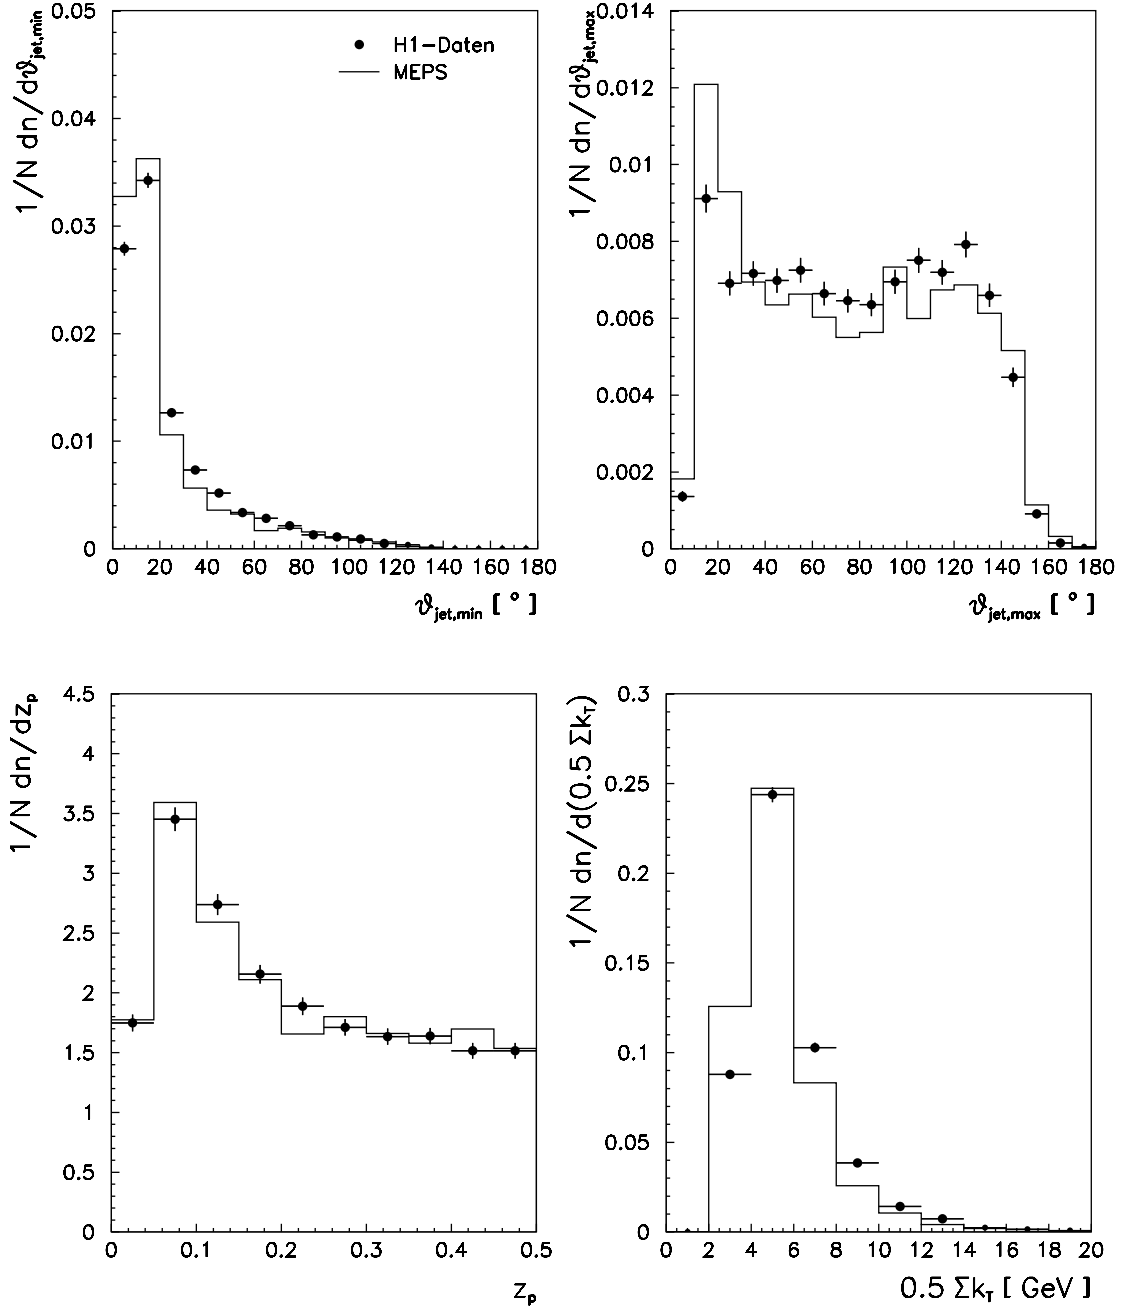 1/N dn/dϑjet,min
0.05
0.04
0.03
0.02
0.01
0
H1-Daten
MEPS
0 20 40 60 80 100 120 140 160 180
ϑjet,min [ ° ]
1/N dn/dϑjet,max
0.014
0.012
0.01
0.008
0.006
0.004
0.002
0
0 20 40 60 80 100 120 140 160 180
ϑjet,max [ ° ]
1/N dn/dzp
4.5
4
3.5
3
2.5
2
1.5
1
0.5
0
0 0.1 0.2 0.3 0.4 0.5
zp
1/N dn/d(0.5 ΣkT)
0.3
0.25
0.2
0.15
0.1
0.05
0
0 2 4 6 8 10 12 14 16 18 20
0.5 ΣkT [ GeV ]